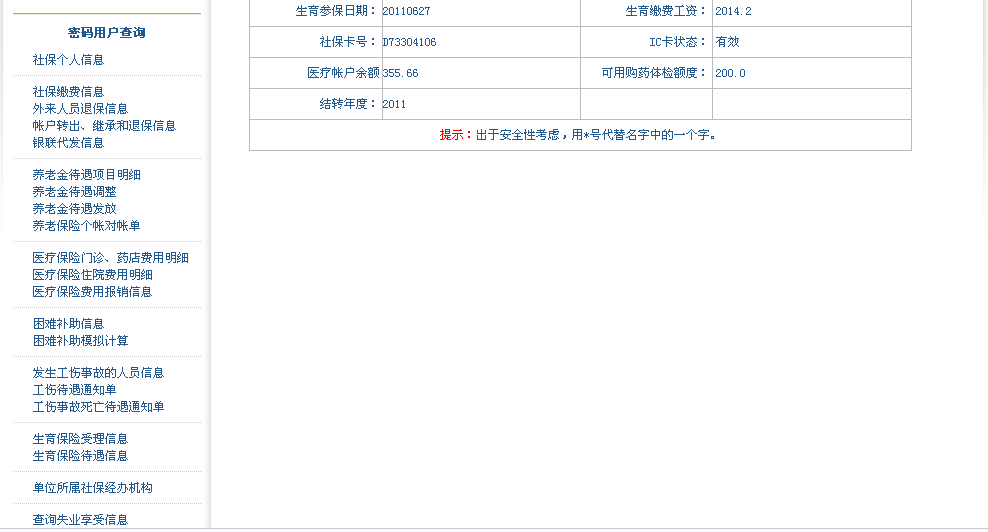 密码用户查询
社保个人信息
社保缴费信息
外来人员退保信息
帐户转出、继承和退保信息
银联代发信息
养老金待遇项目明细
养老金待遇调整
养老金待遇发放
养老保险个帐对帐单
医疗保险门诊、药店费用明细
医疗保险住院费用明细
医疗保险费用报销信息
困难补助信息
困难补助模拟计算
发生工伤事故的人员信息
工伤待遇通知单
工伤事故死亡待遇通知单
生育保险受理信息
生育保险待遇信息
单位所属社保经办机构
查询失业享受信息
生育参保日期： 20110627 生育缴费工资： 2014.2
社保卡号： D73304106 IC卡状态： 有效
医疗帐户余额 355.66 可用购药体检额度： 200.0
结转年度： 2011
提示：出于安全性考虑，用*号代替名字中的一个字。